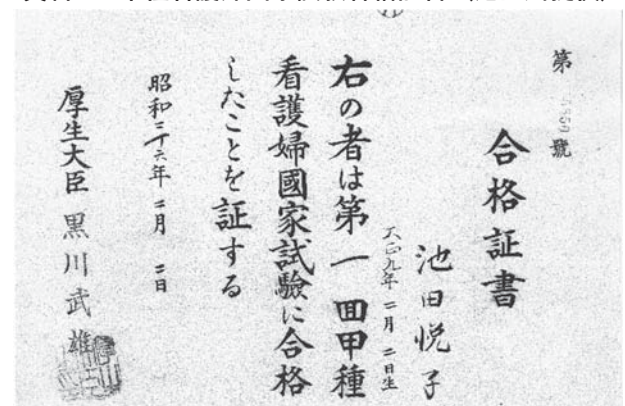 第 5850 號
合格証書
池田悦子
大正九年 二月 二日生
右の者は第一回甲種
看護婦國家試驗に合格
したことを証する
昭和二十六年 二月 二日
厚生大臣 黒川武雄